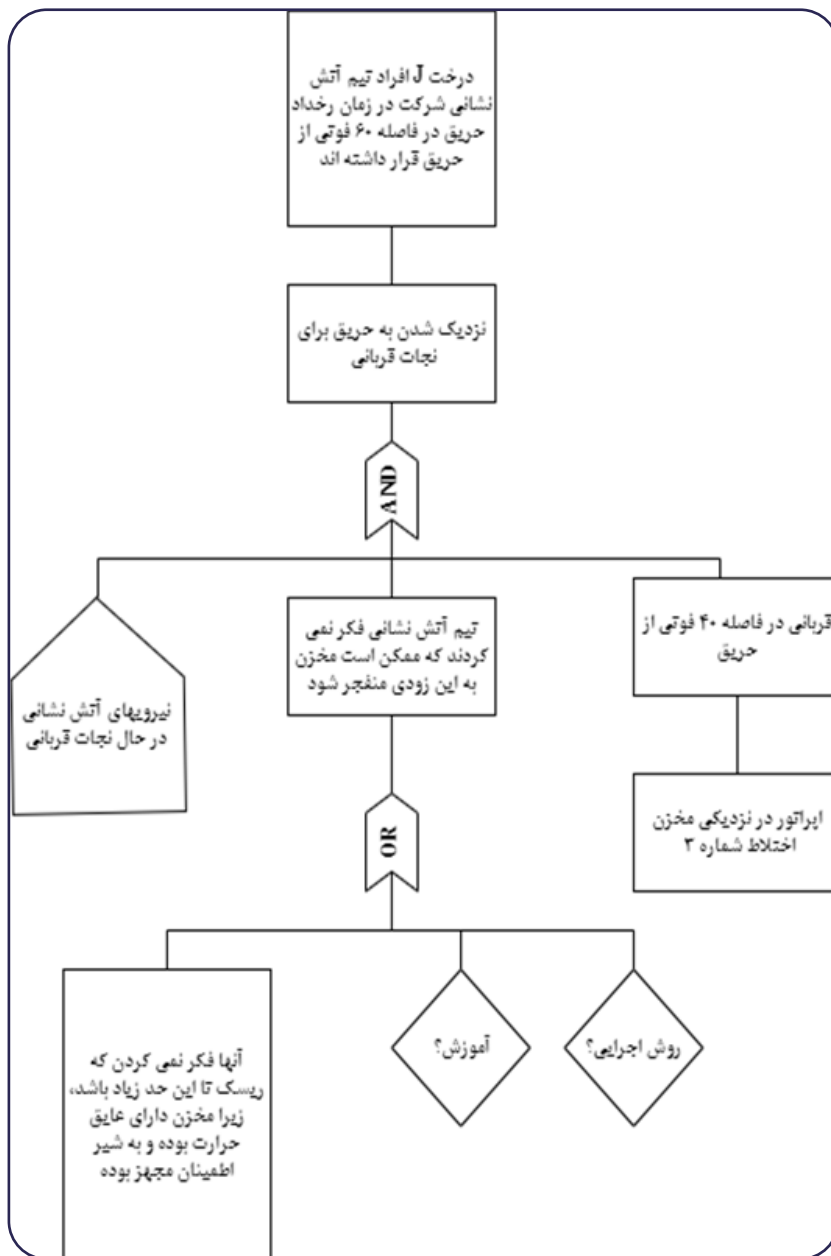 درخت J افراد تیم آتش
نشانی شرکت در زمان رخداد
حریق در فاصله ۶۰ فوتی از
حریق قرار داشته اند
نزدیک شدن به حریق برای
نجات قربانی
AND
قربانی در فاصله ۴۰ فوتی از
حریق
تیم آتش نشانی فکر نمی
کردند که ممکن است مخزن
به این زودی منفجر شود
نیرویهای آتش نشانی
در حال نجات قربانی
اپراتور در نزدیکی مخزن
اختلاط شماره ۳
OR
روش اجرایی؟
آموزش؟
آنها فکر نمی کردن که
ریسک تا این حد زیاد باشد،
زیرا مخزن دارای عایق
حرارت بوده و به شیر
اطمینان مجهز بوده